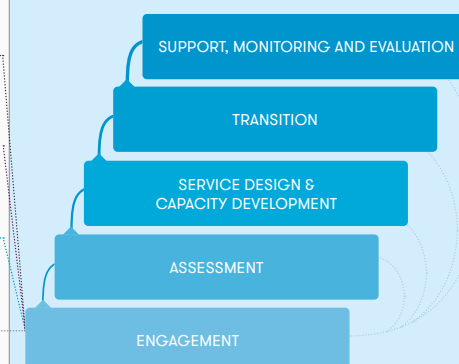 SUPPORT, MONITORING AND EVALUATION
TRANSITION
SERVICE DESIGN &
CAPACITY DEVELOPMENT
ASSESSMENT
ENGAGEMENT